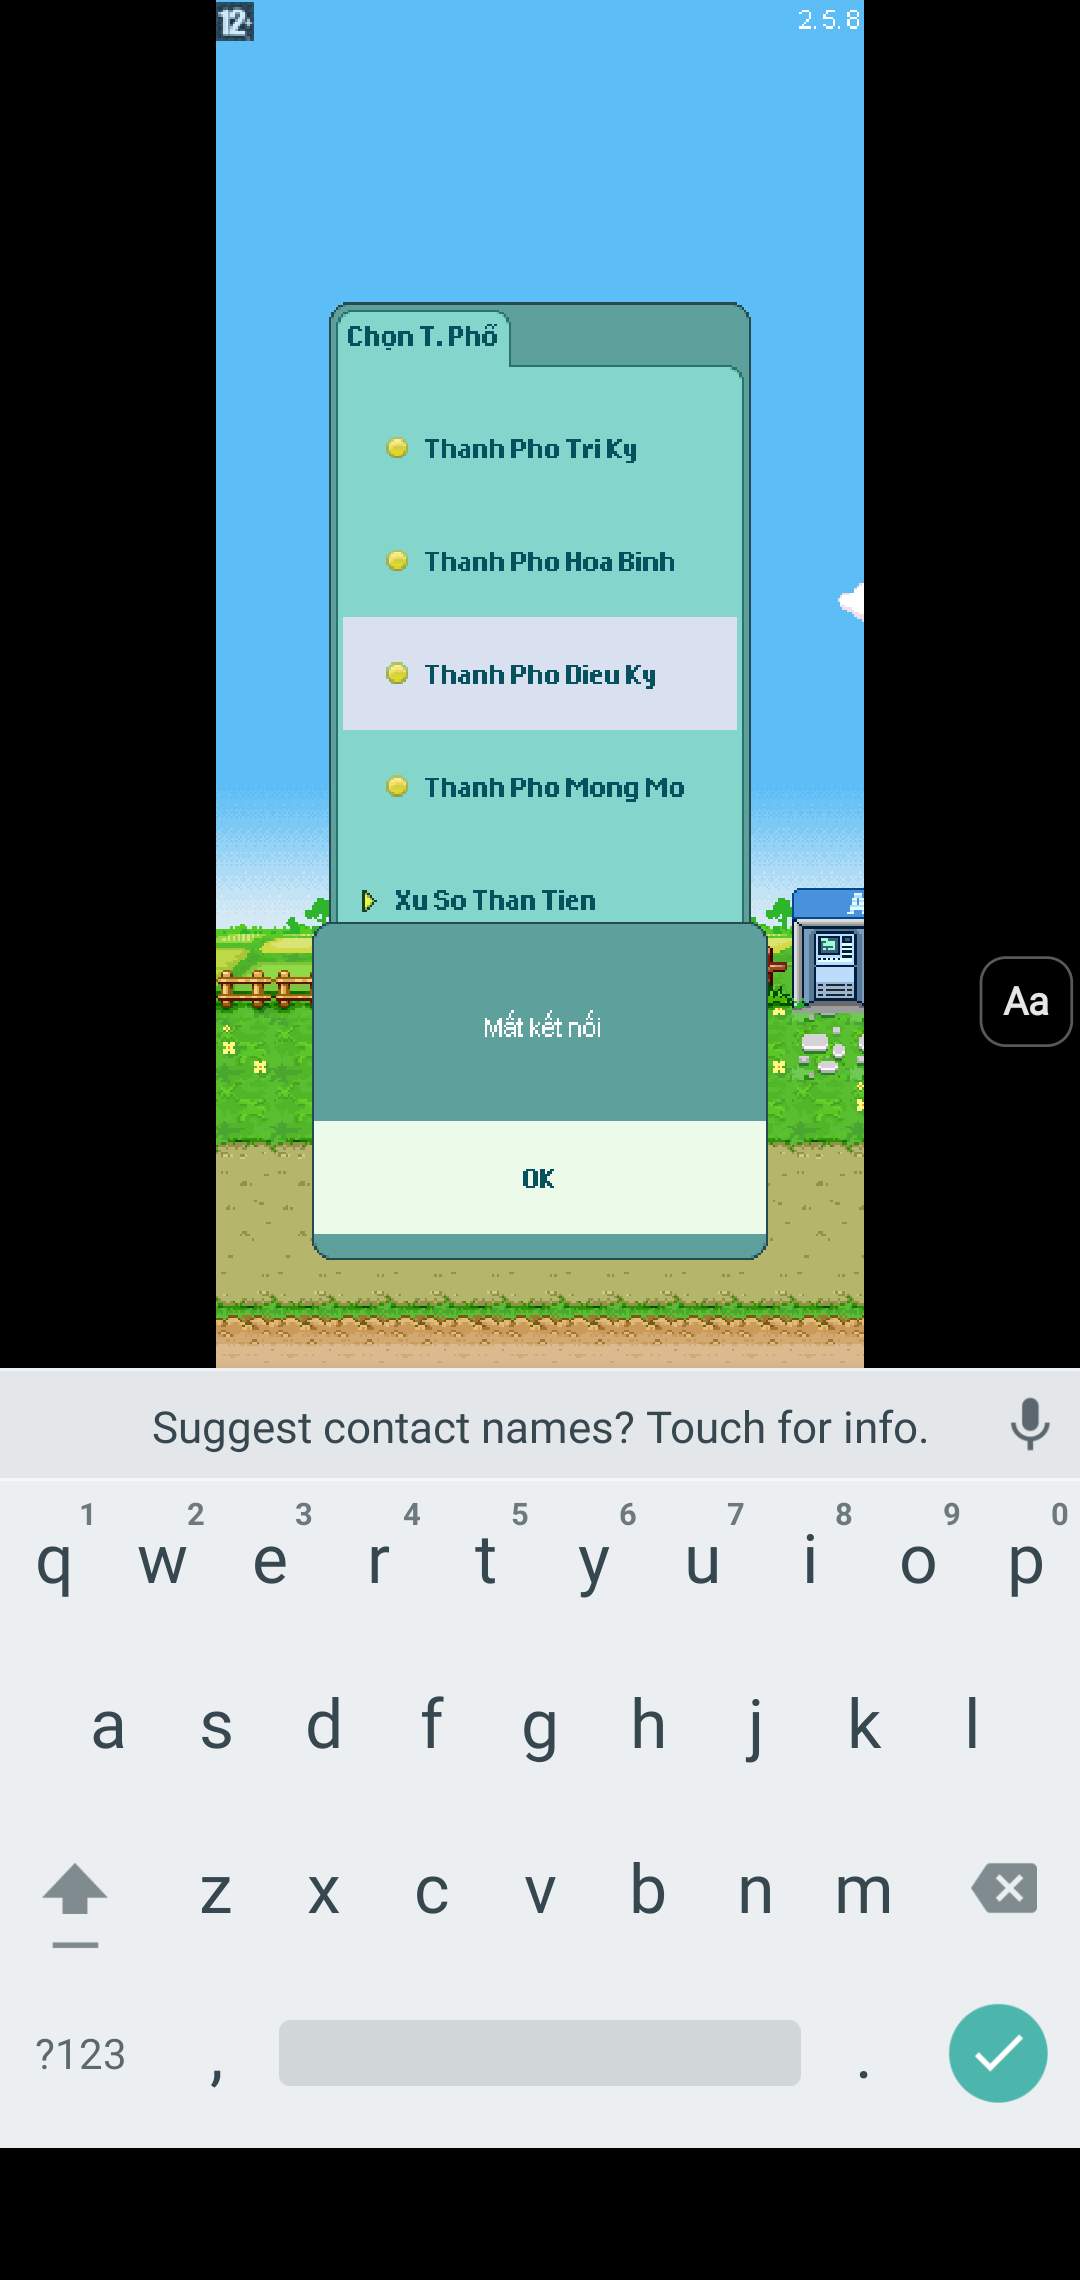 12+
2.5.8
Chọn T. Phố
Thanh Pho Tri Ky
Thanh Pho Hoa Binh
Thanh Pho Dieu Ky
Thanh Pho Mong Mo
Xu So Than Tien
A
Mất kết nối
OK
Aa
Suggest contact names? Touch for info.
1 2 3 4 5 6 7 8 9 0
q w e r t y u i o p
a s d f g h j k l
z x c v b n m
?123 , .